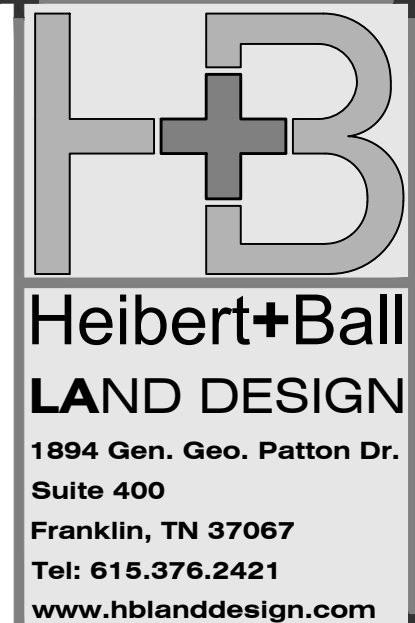 H+B
Heibert+Ball
LAND DESIGN
1894 Gen. Geo. Patton Dr.
Suite 400
Franklin, TN 37067
Tel: 615.376.2421
www.hblanddesign.com